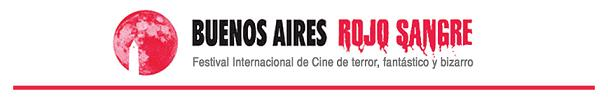 BUENOS AIRES ROJO SANGRE
Festival Internacional de Cine de terror, fantástico y bizarro